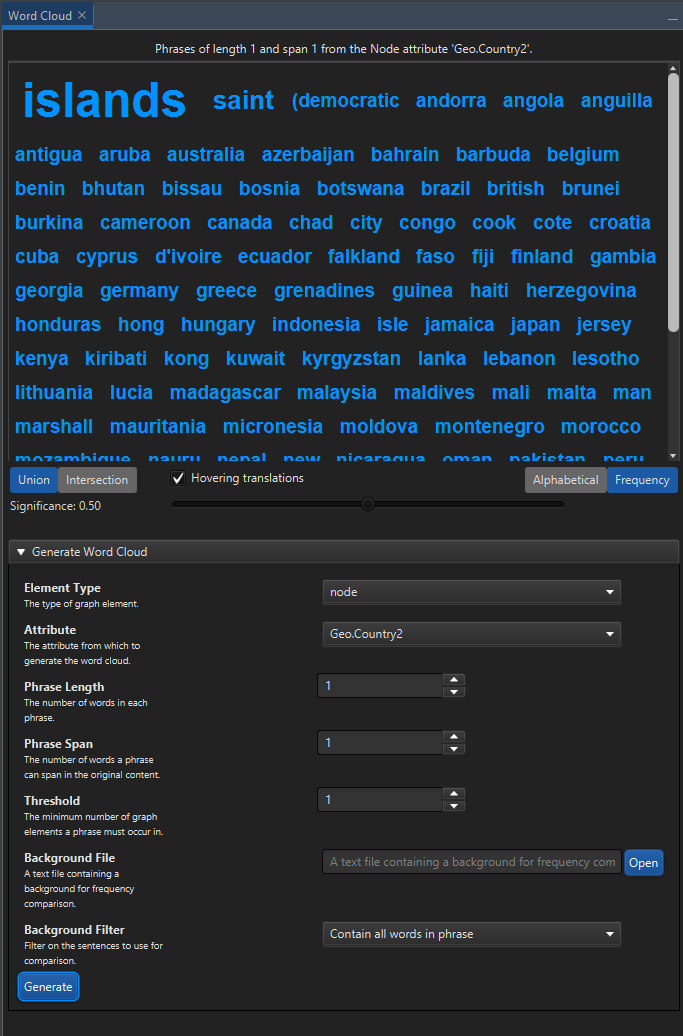 Word Cloud
Phrases of length 1 and span 1 from the Node attribute 'Geo.Country2'.
islands saint (democratic andorra angola anguilla
antigua aruba australia azerbaijan bahrain barbuda belgium
benin bhutan bissau bosnia botswana brazil british brunei
burkina cameroon canada chad city congo cook cote croatia
cuba cyprus d'ivoire ecuador falkland faso fiji finland gambia
georgia germany greece grenadines guinea haiti herzegovina
honduras hong hungary indonesia isle jamaica japan jersey
kenya kiribati kong kuwait kyrgyzstan lanka lebanon lesotho
lithuania lucia madagascar malaysia maldives mali malta man
marshall mauritania micronesia moldova montenegro morocco
mozambique nauru nepal new nicaragua oman pakistan peru
Union Intersection Hovering translations Alphabetical Frequency
Significance: 0.50
Generate Word Cloud
Element Type
The type of graph element.
node
Attribute
The attribute from which to
generate the word cloud.
Geo.Country2
Phrase Length
The number of words in each
phrase.
1
Phrase Span
The number of words a phrase
can span in the original content.
1
Threshold
The minimum number of graph
elements a phrase must occur in.
1
Background File
A text file containing a
background for frequency
comparison.
A text file containing a background for frequency com
Open
Background Filter
Filter on the sentences to use for
comparison.
Contain all words in phrase
Generate